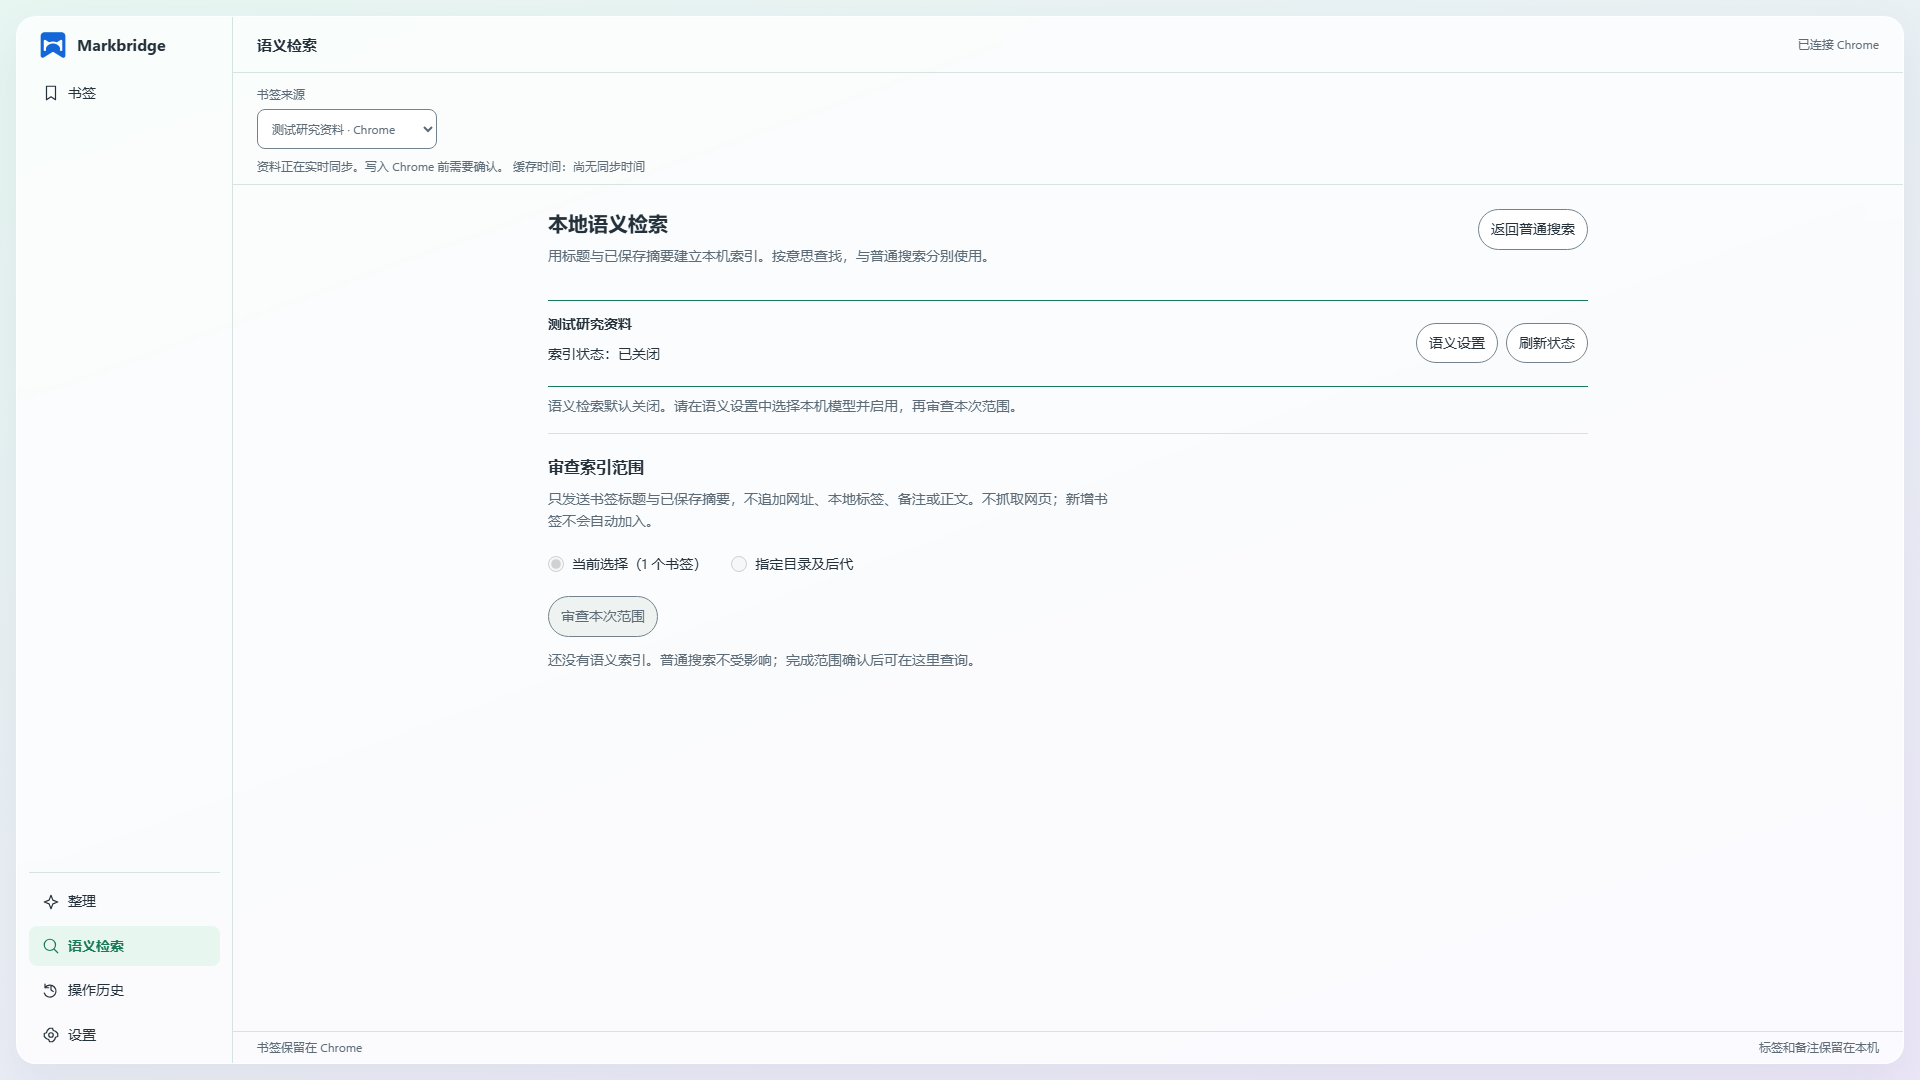 Markbridge
书签
整理
语义检索
操作历史
设置
语义检索
已连接 Chrome
书签来源
测试研究资料 · Chrome
资料正在实时同步。写入 Chrome 前需要确认。 缓存时间：尚无同步时间
本地语义检索
返回普通搜索
用标题与已保存摘要建立本机索引。按意思查找，与普通搜索分别使用。
测试研究资料
索引状态：已关闭
语义设置
刷新状态
语义检索默认关闭。请在语义设置中选择本机模型并启用，再审查本次范围。
审查索引范围
只发送书签标题与已保存摘要，不追加网址、本地标签、备注或正文。不抓取网页；新增书
签不会自动加入。
当前选择（1 个书签）
指定目录及后代
审查本次范围
还没有语义索引。普通搜索不受影响；完成范围确认后可在这里查询。
书签保留在 Chrome
标签和备注保留在本机